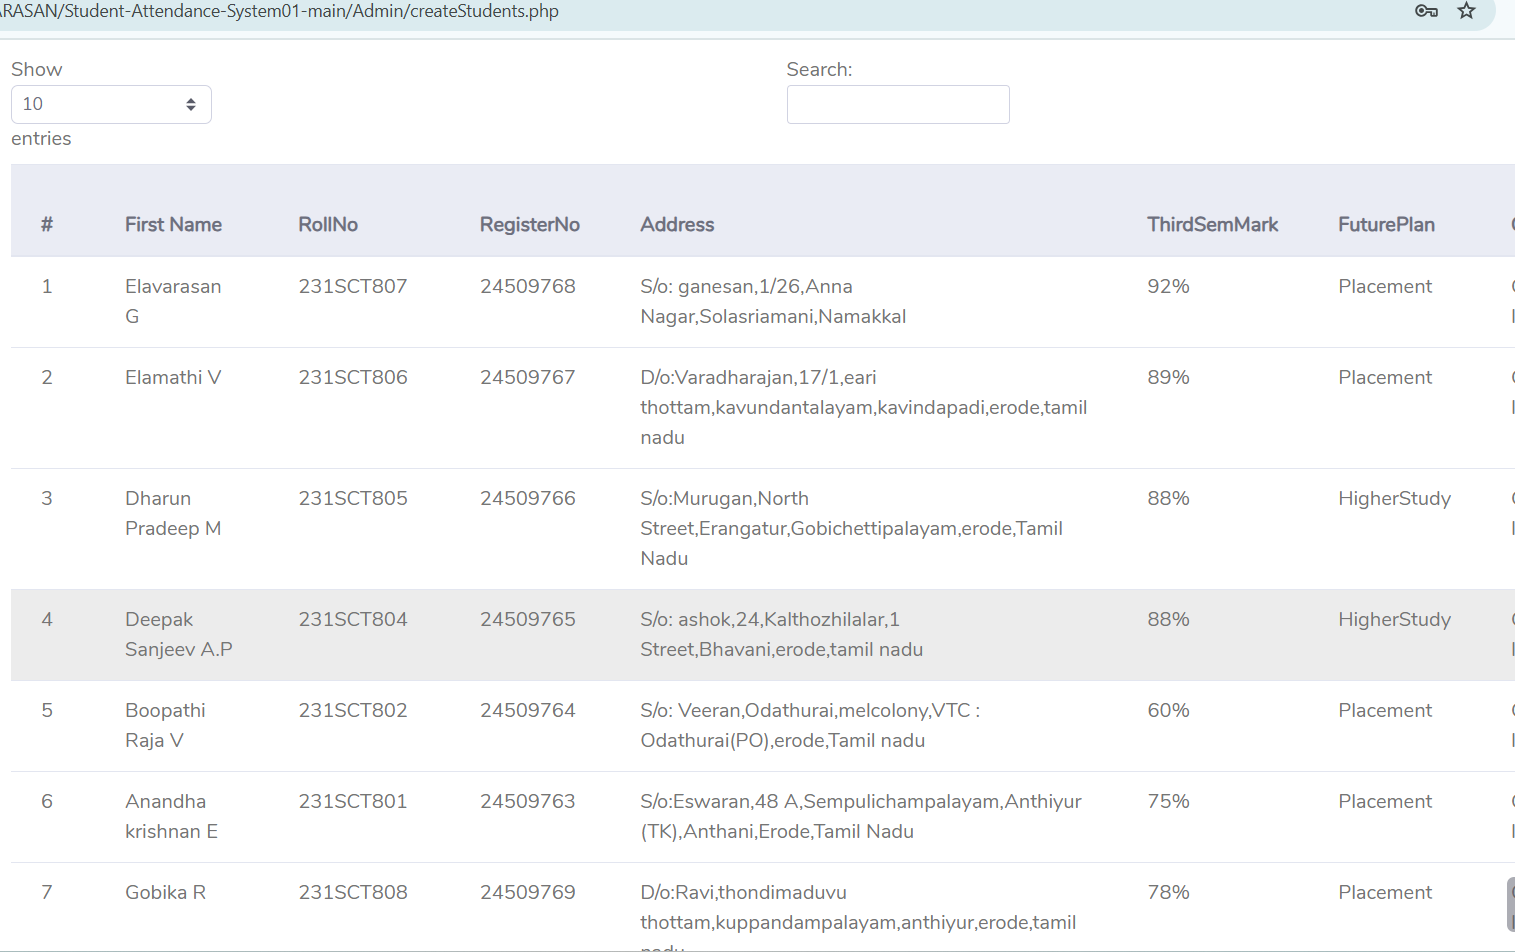 ARASAN/Student-Attendance-System01-main/Admin/createStudents.php
Show
10
entries
Search:
# First Name RollNo RegisterNo Address ThirdSemMark FuturePlan
1 Elavarasan 231SCT807 24509768 S/o: ganesan,1/26,Anna 92% Placement
G Nagar,Solasriamani,Namakkal
2 Elamathi V 231SCT806 24509767 D/o:Varadharajan,17/1,eari 89% Placement
thottam,kavundantalayam,kavindapadi,erode,tamil
nadu
3 Dharun 231SCT805 24509766 S/o:Murugan,North 88% HigherStudy
Pradeep M Street,Erangatur,Gobichettipalayam,erode,Tamil
Nadu
4 Deepak 231SCT804 24509765 S/o: ashok,24,Kalthozhilalar,1 88% HigherStudy
Sanjeev A.P Street,Bhavani,erode,tamil nadu
5 Boopathi 231SCT802 24509764 S/o: Veeran,Odathurai,melcolony,VTC : 60% Placement
Raja V Odathurai(PO),erode,Tamil nadu
6 Anandha 231SCT801 24509763 S/o:Eswaran,48 A,Sempulichampalayam,Anthiyur 75% Placement
krishnan E (TK),Anthani,Erode,Tamil Nadu
7 Gobika R 231SCT808 24509769 D/o:Ravi,thondimaduvu 78% Placement
thottam,kuppandampalayam,anthiyur,erode,tamil